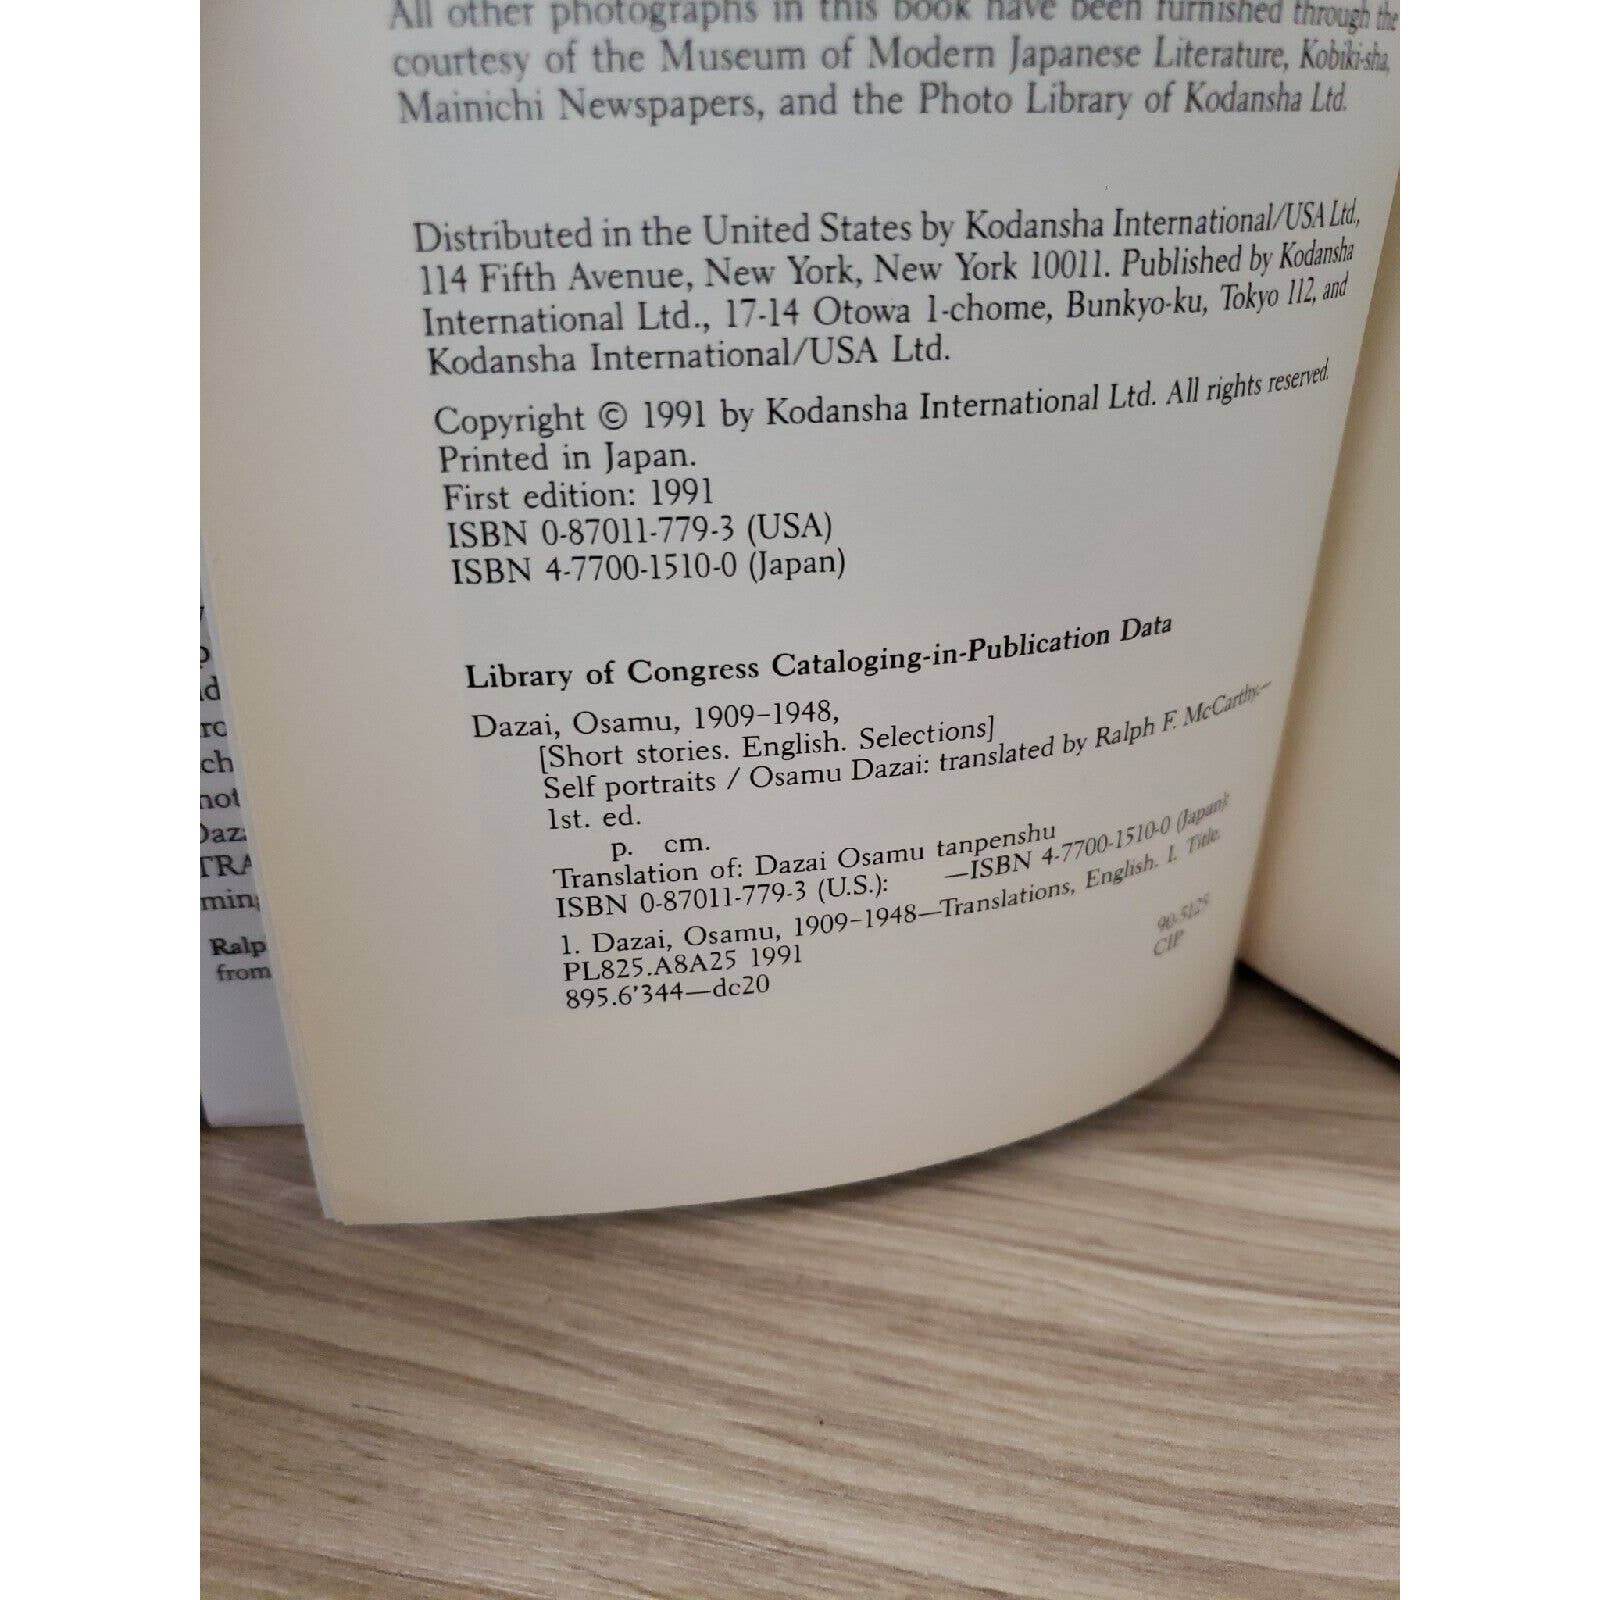 All other photographs in this book have been furnished through the
courtesy of the Museum of Modern Japanese Literature, Kobiki-sha,
Mainichi Newspapers, and the Photo Library of Kodansha Ltd.
Distributed in the United States by Kodansha International/USA Ltd.,
114 Fifth Avenue, New York, New York 10011. Published by Kodansha
International Ltd., 17-14 Otowa 1-chome, Bunkyo-ku, Tokyo 112, and
Kodansha International/USA Ltd.
Copyright © 1991 by Kodansha International Ltd. All rights reserved.
Printed in Japan.
First edition: 1991
ISBN 0-87011-779-3 (USA)
ISBN 4-7700-1510-0 (Japan)
Library of Congress Cataloging-in-Publication Data
Dazai, Osamu, 1909–1948,
[Short stories. English. Selections]
Self portraits / Osamu Dazai: translated by Ralph F. McCarthy.—
1st. ed.
p. cm.
Translation of: Dazai Osamu tanpenshu
ISBN 0-87011-779-3 (U.S.): —ISBN 4-7700-1510-0 (Japan):
1. Dazai, Osamu, 1909–1948—Translations, English. I. Title.
PL825.A8A25 1991
895.6'344—dc20
CIP
Ralp
from